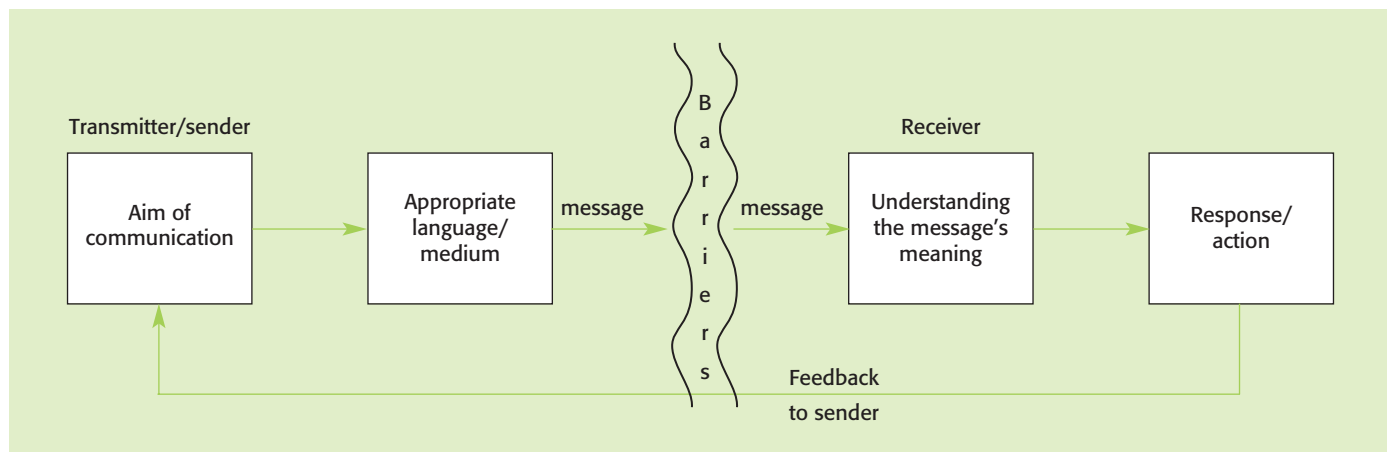 Transmitter/sender
Aim of
communication
Appropriate
language/
medium
message
Barriers
message
Receiver
Understanding
the message's
meaning
Response/
action
Feedback
to sender